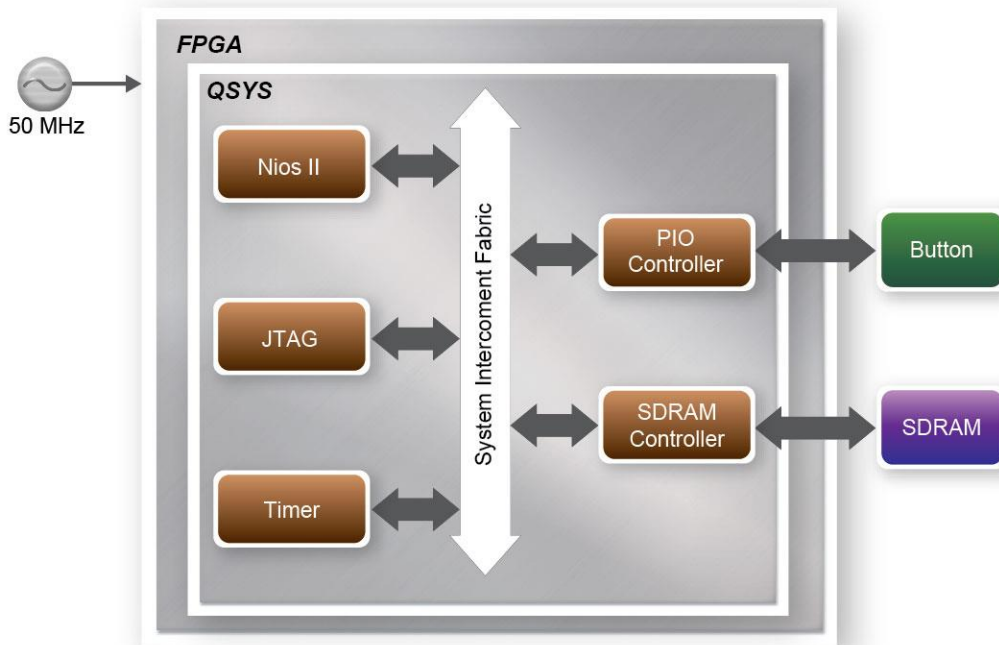 FPGA
QSYS
50 MHz
Nios II
JTAG
Timer
System Intercoment Fabric
PIO
Controller
SDRAM
Controller
Button
SDRAM